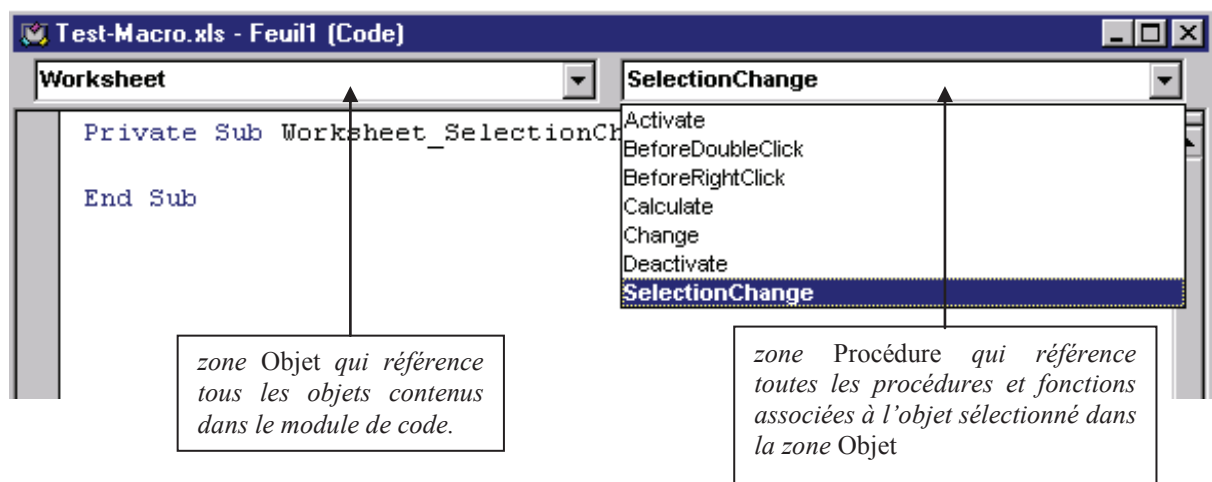 Test-Macro.xls - Feuil1 (Code)
Worksheet
SelectionChange
Private Sub Worksheet_SelectionCh
End Sub
Activate
BeforeDoubleClick
BeforeRightClick
Calculate
Change
Deactivate
SelectionChange
zone Objet qui référence
tous les objets contenus
dans le module de code.
zone Procédure qui référence
toutes les procédures et fonctions
associées à l'objet sélectionné dans
la zone Objet